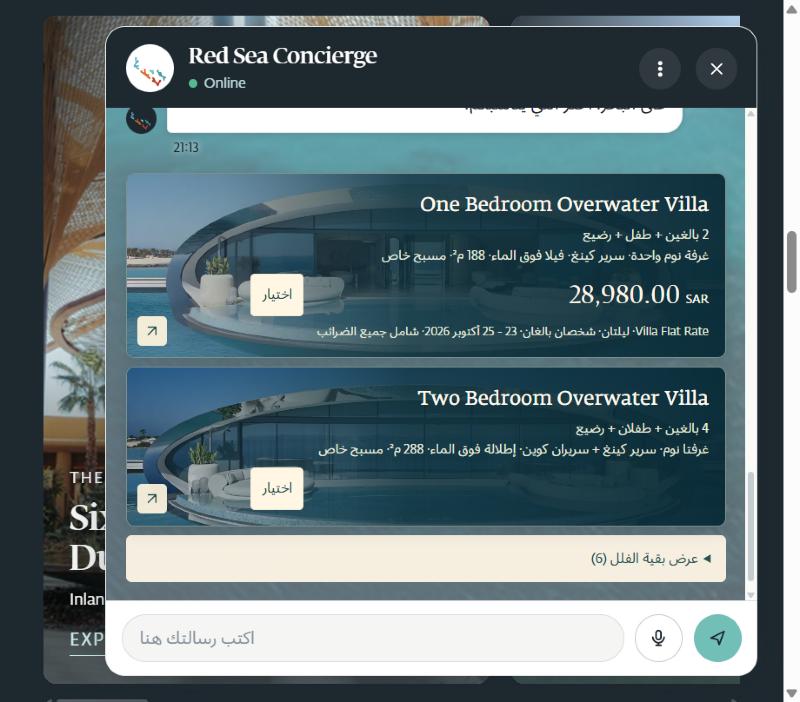 Red Sea Concierge
Online
21:13
One Bedroom Overwater Villa
2 بالغين + طفل + رضيع
غرفة نوم واحدة· سرير كينغ· فيلا فوق الماء· 188 م²· مسبح خاص
28,980.00 SAR
اختيار
Villa Flat Rate· ليلتان· شخصان بالغان· 23 - 25 أكتوبر 2026· شامل جميع الضرائب
Two Bedroom Overwater Villa
4 بالغين + طفلان + رضيع
غرفتا نوم· سرير كينغ + سريران كوين· إطلالة فوق الماء· 288 م²· مسبح خاص
اختيار
عرض بقية الفلل (6)
اكتب رسالتك هنا
THE
Inlan
EXP